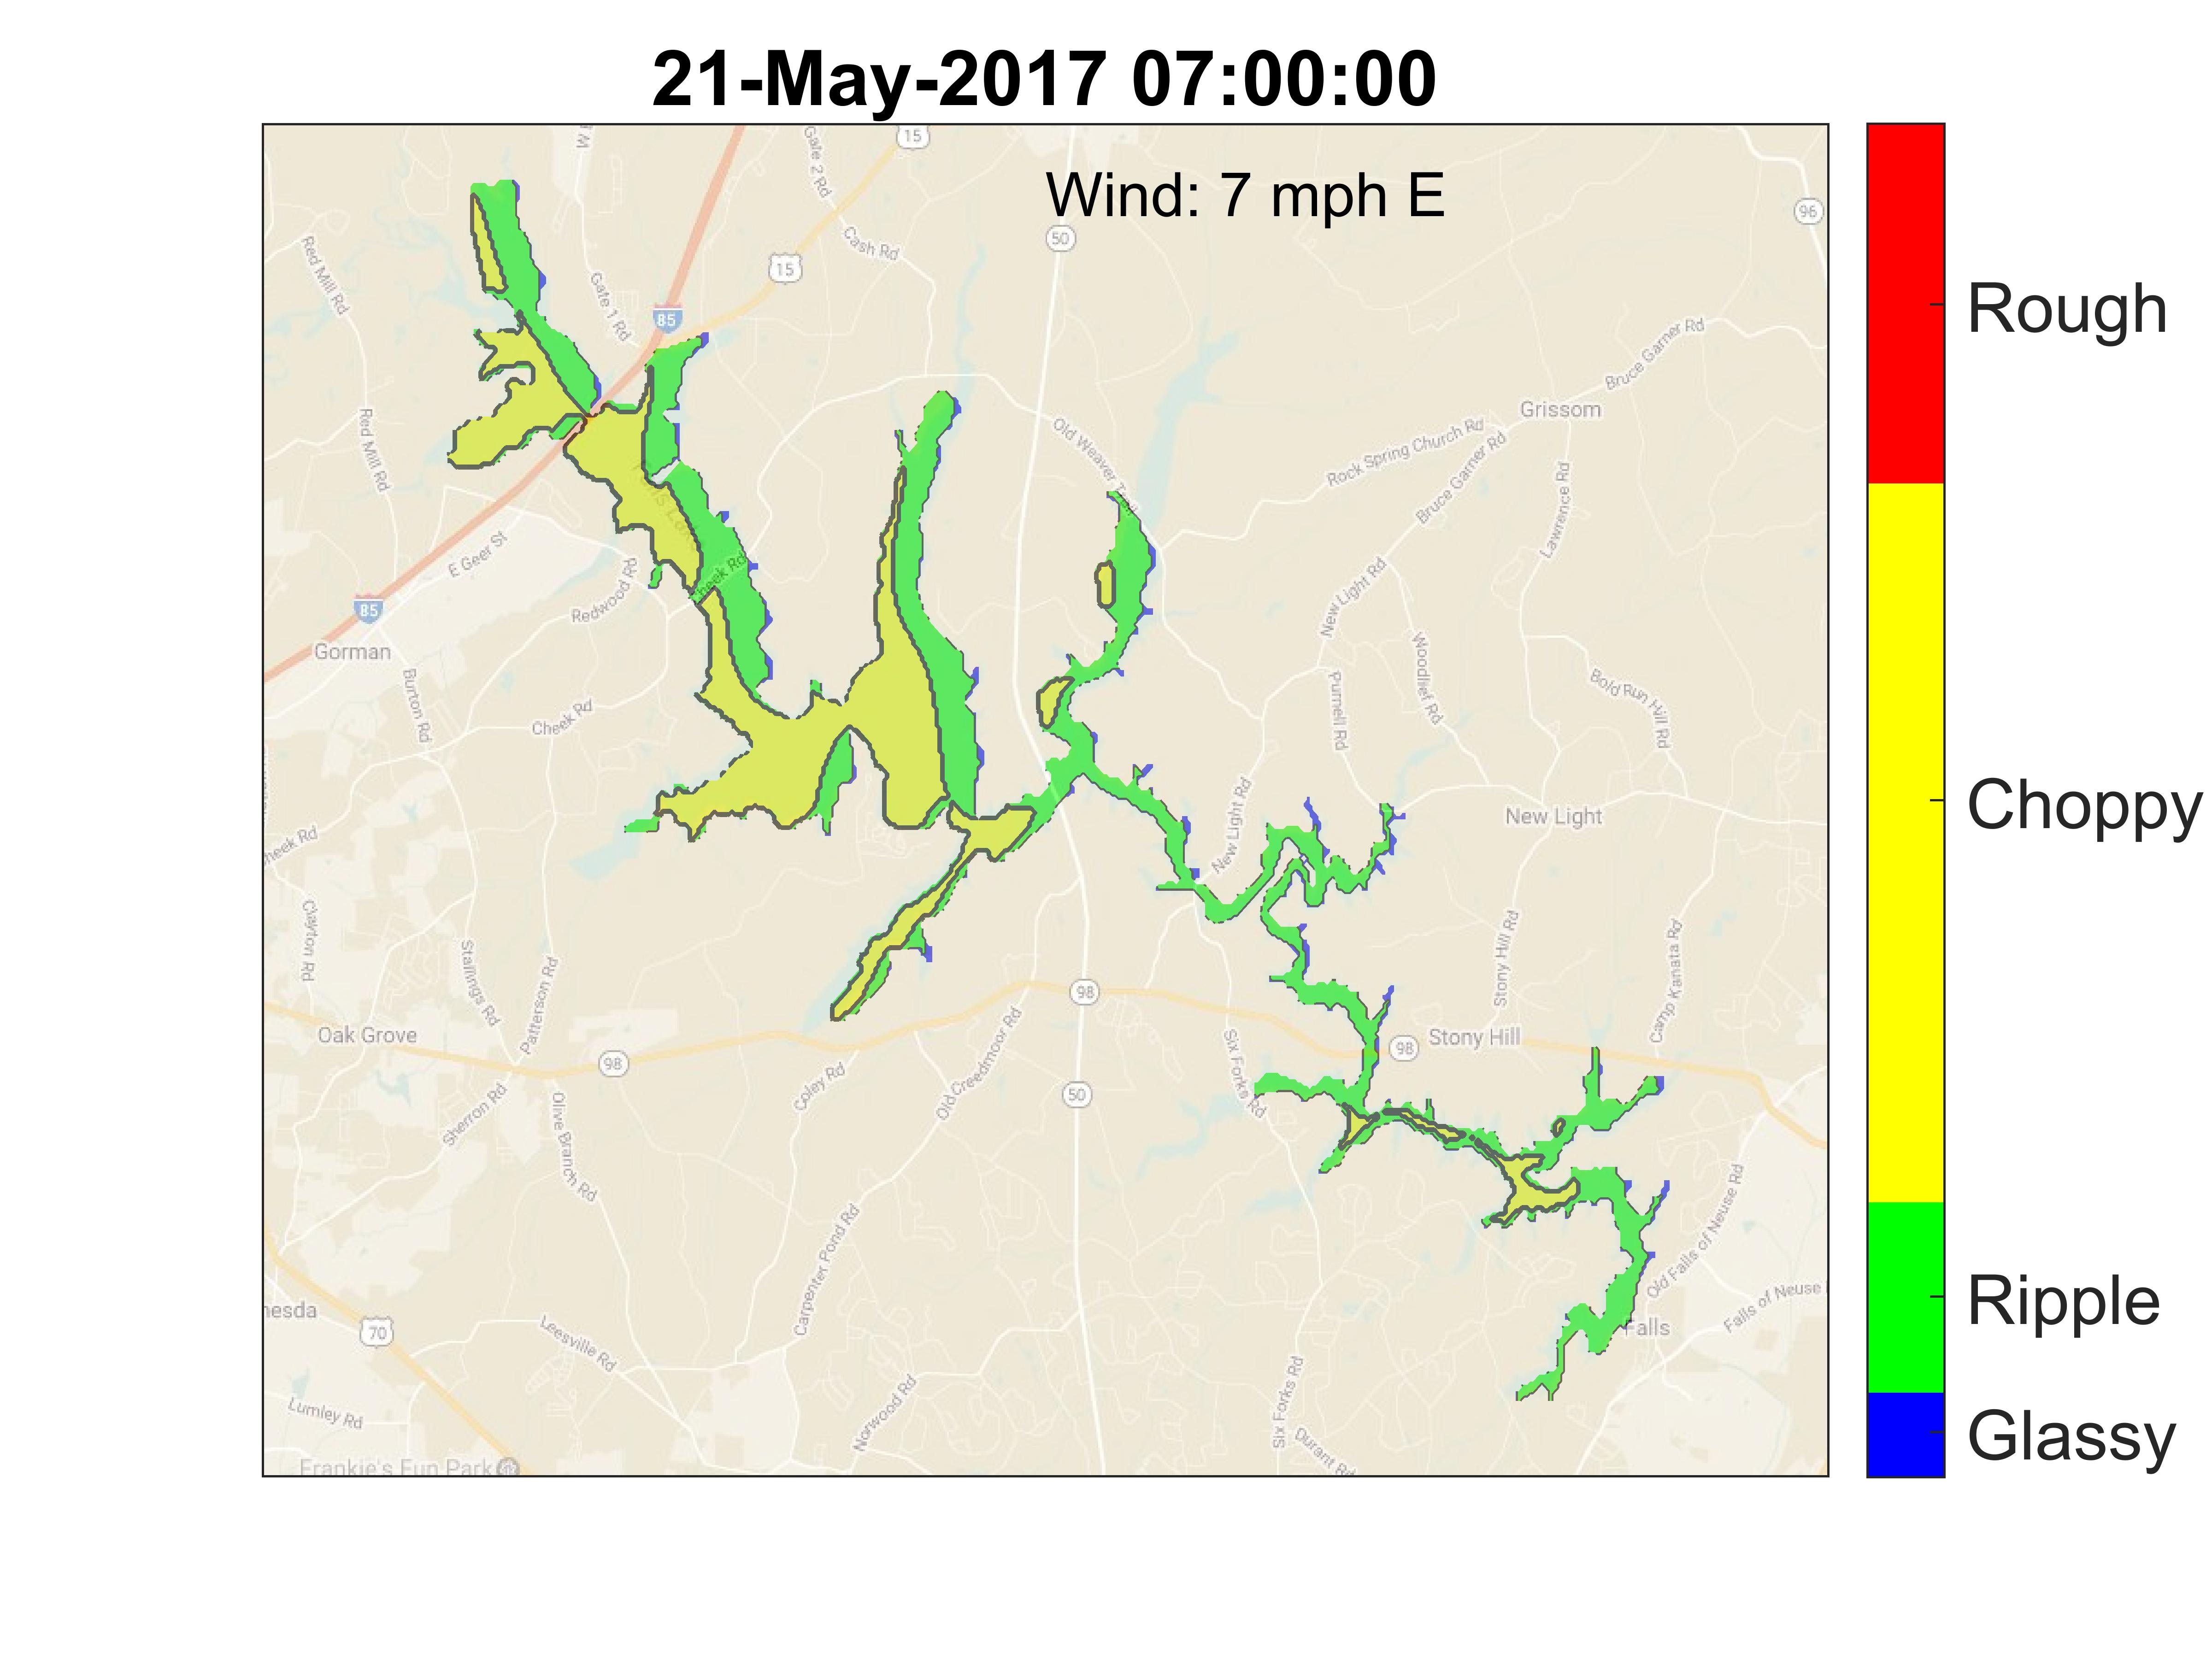 21-May-2017 07:00:00
Wind: 7 mph E
Rough
Choppy
Ripple
Glassy
15
Gate 2 Rd
50
96
Cash Rd
15
Red Mill Rd
Gate 1 Rd
85
Bruce Garner Rd
Grissom
Red Mill Rd
Old Weaver Trail
Rock Spring Church Rd
Bruce Garner Rd
Lawrence Rd
E Geer St
Cheek Rd
Redwood Rd
New Light Rd
85
Gorman
Burton Rd
Woodlief Rd
Purnell Rd
Bold Run Hill Rd
Cheek Rd
New Light Rd
New Light
heek Rd
Clayton Rd
Stallings Rd
Patterson Rd
Stony Hill Rd
Camp Kanata Rd
98
Oak Grove
98
Old Creedmoor Rd
Six Forks Rd
98
Stony Hill
Coley Rd
50
Sherron Rd
Olive Branch Rd
Carpenter Pond Rd
Old Falls of Neuse Rd
Falls of Neuse
nesda
70
Leesville Rd
Falls
Norwood Rd
Six Forks Rd
Lumley Rd
Durant Rd
Frankie's Fun Park